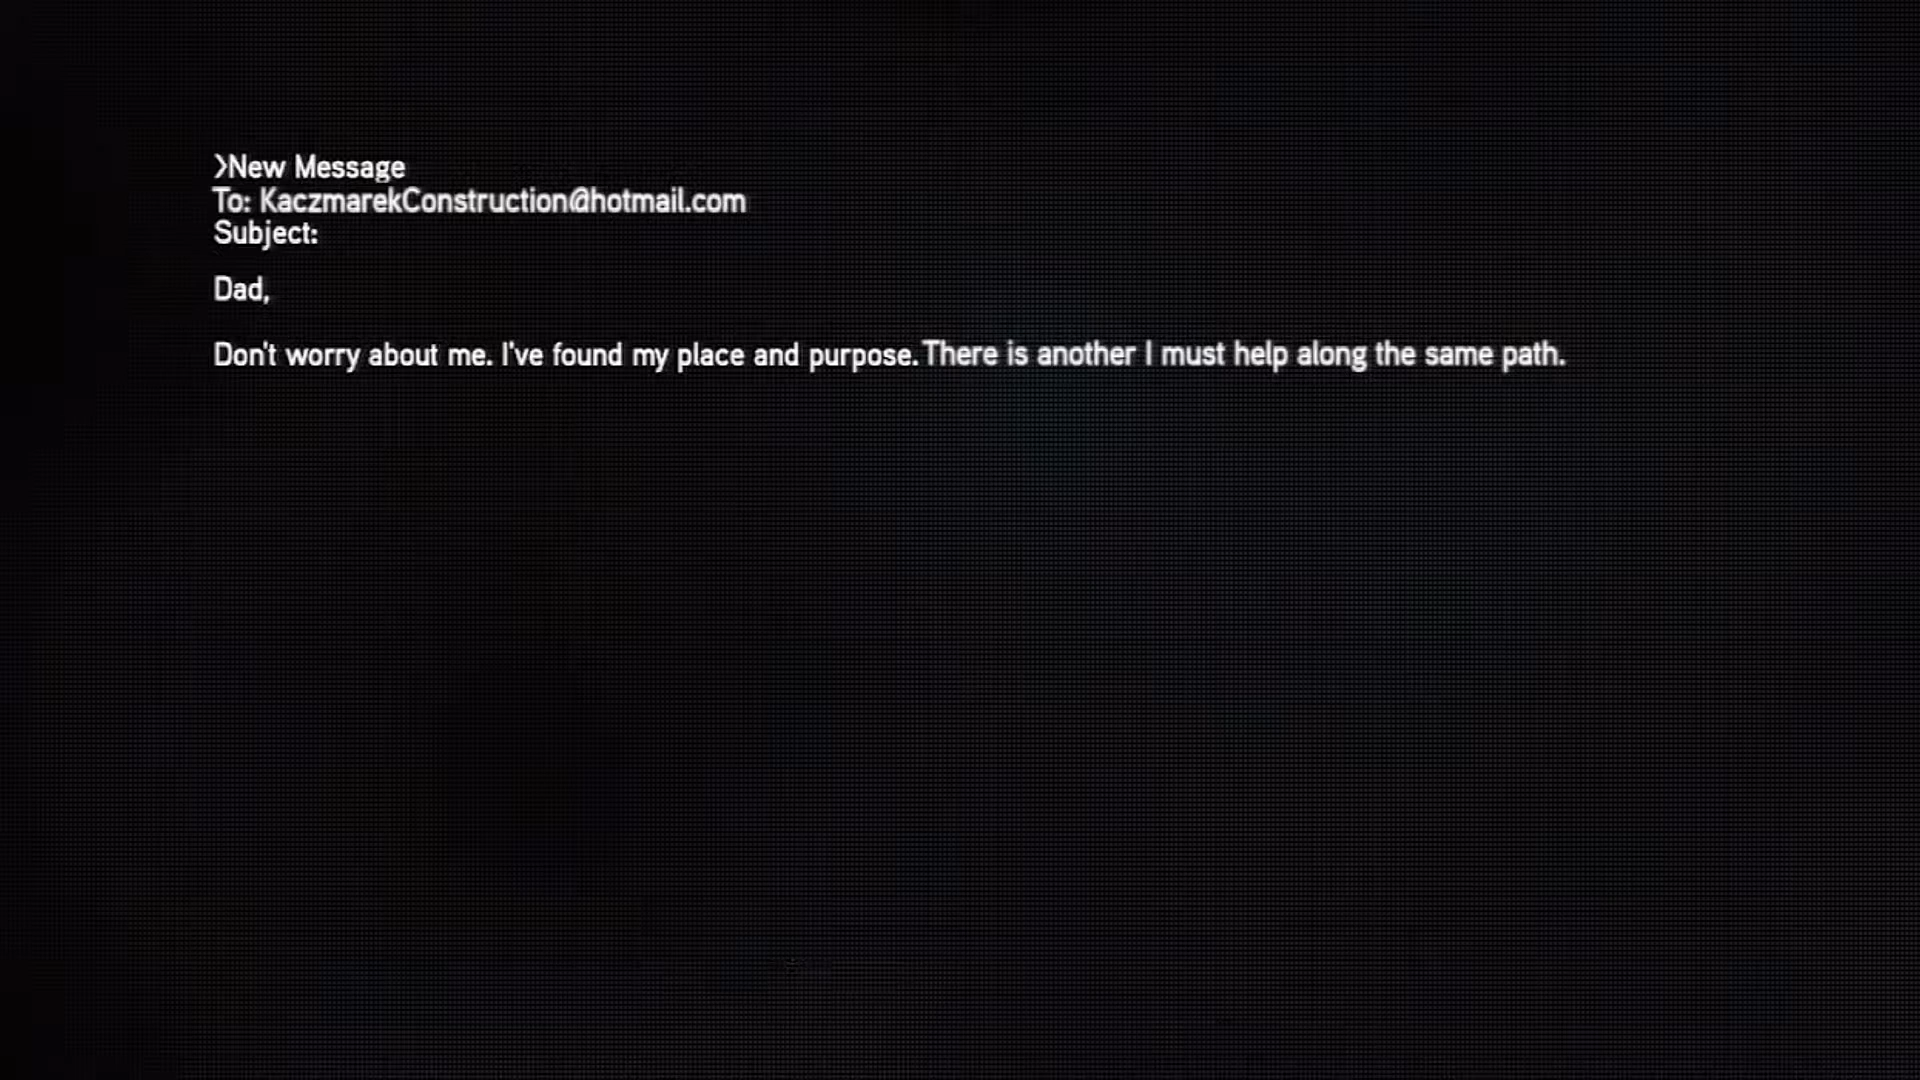 >New Message
To: KaczmarekConstruction@hotmail.com
Subject:
Dad,
Don't worry about me. I've found my place and purpose. There is another I must help along the same path.